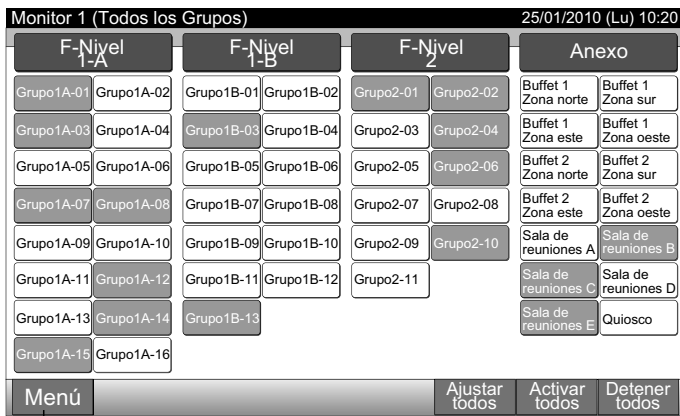 Monitor 1 (Todos los Grupos) 25/01/2010 (Lu) 10:20
F-Nivel
1-A
F-Nivel
1-B
F-Nivel
2
Anexo
Grupo1A-01 Grupo1A-02 Grupo1B-01 Grupo1B-02 Grupo2-01 Grupo2-02
Buffet 1
Zona norte
Buffet 1
Zona sur
Grupo1A-03 Grupo1A-04 Grupo1B-03 Grupo1B-04 Grupo2-03 Grupo2-04
Buffet 1
Zona este
Buffet 1
Zona oeste
Grupo1A-05 Grupo1A-06 Grupo1B-05 Grupo1B-06 Grupo2-05 Grupo2-06
Buffet 2
Zona norte
Buffet 2
Zona sur
Grupo1A-07 Grupo1A-08 Grupo1B-07 Grupo1B-08 Grupo2-07 Grupo2-08
Buffet 2
Zona este
Buffet 2
Zona oeste
Grupo1A-09 Grupo1A-10 Grupo1B-09 Grupo1B-10 Grupo2-09 Grupo2-10
Sala de
reuniones A
Sala de
reuniones B
Grupo1A-11 Grupo1A-12 Grupo1B-11 Grupo1B-12 Grupo2-11
Sala de
reuniones C
Sala de
reuniones D
Grupo1A-13 Grupo1A-14 Grupo1B-13
Sala de
reuniones E
Quiosco
Grupo1A-15 Grupo1A-16
Menú
Ajustar
todos
Activar
todos
Detener
todos